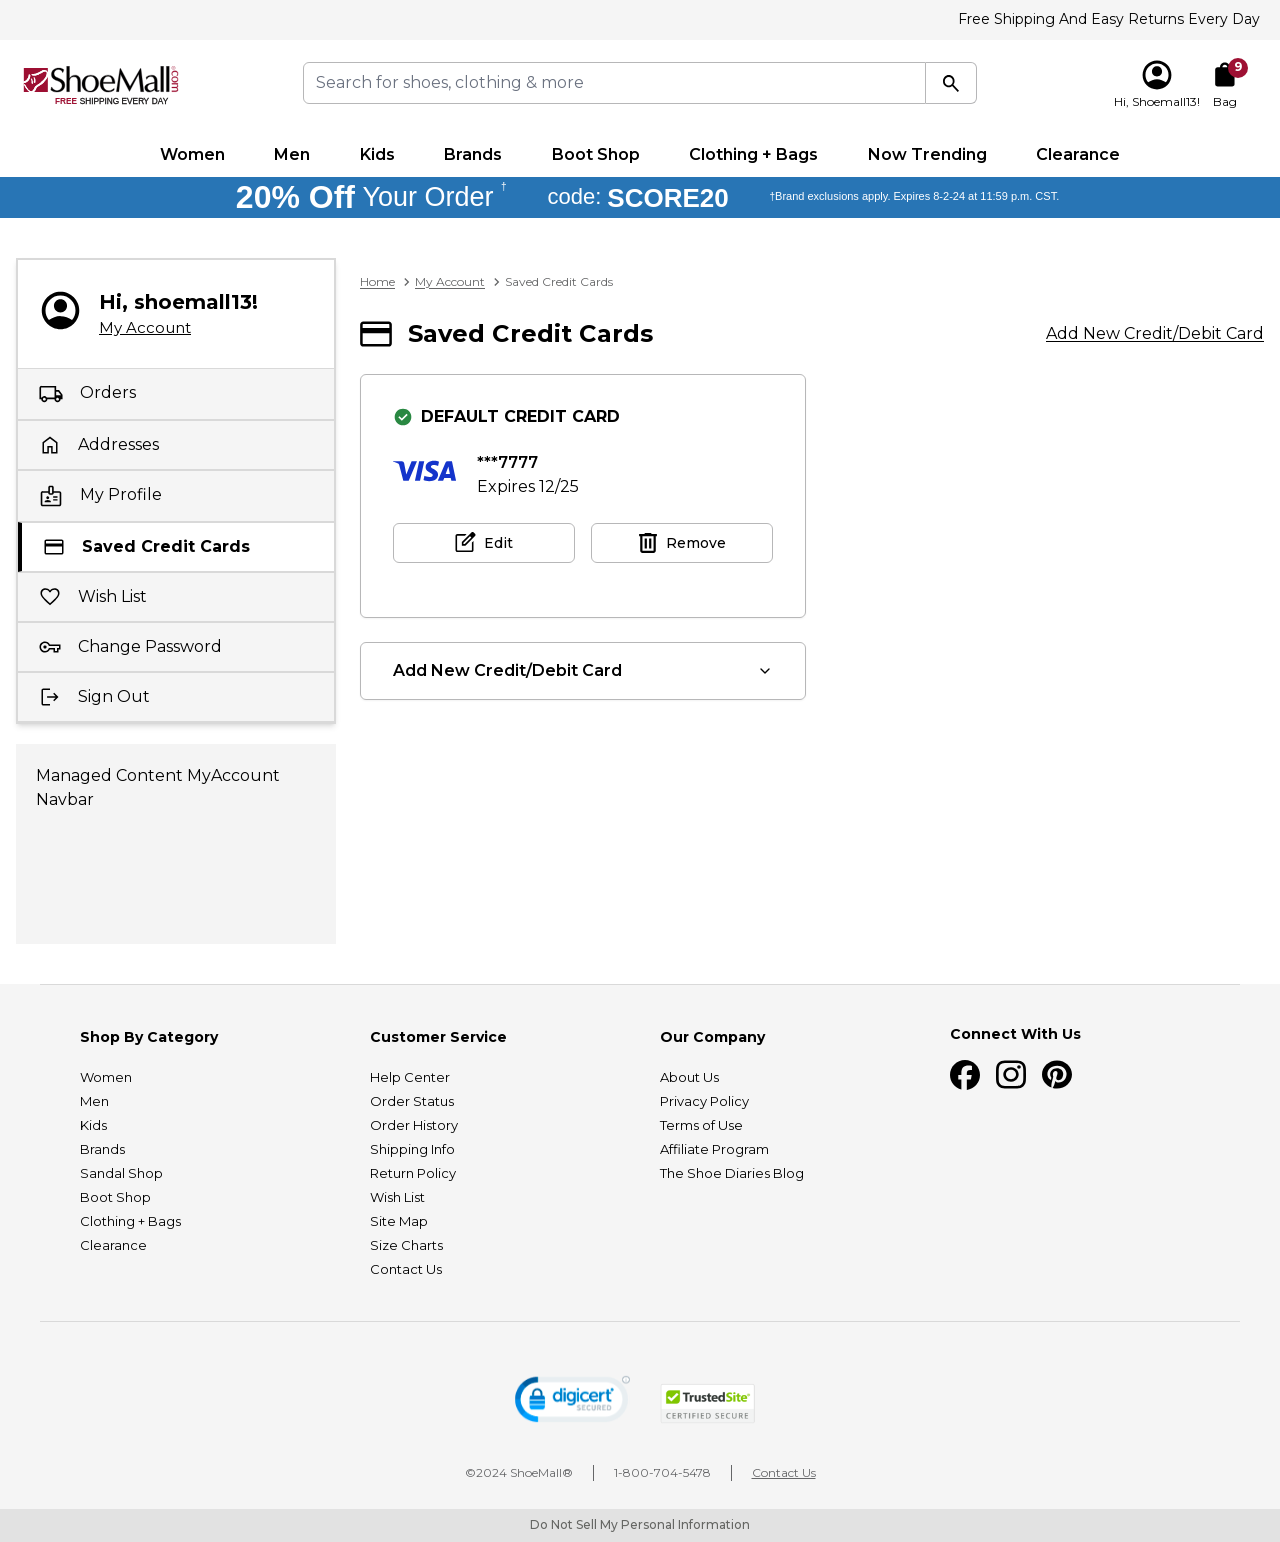 Free Shipping And Easy Returns Every Day
ShoeMall.com
FREE SHIPPING EVERY DAY
Search for shoes, clothing & more
Hi, Shoemall13!
9
Bag
Women Men Kids Brands Boot Shop Clothing + Bags Now Trending Clearance
20% Off Your Order † code: SCORE20 †Brand exclusions apply. Expires 8-2-24 at 11:59 p.m. CST.
Hi, shoemall13!
My Account
Orders
Addresses
My Profile
Saved Credit Cards
Wish List
Change Password
Sign Out
Managed Content MyAccount
Navbar
Home > My Account > Saved Credit Cards
Saved Credit Cards
Add New Credit/Debit Card
DEFAULT CREDIT CARD
VISA
***7777
Expires 12/25
Edit
Remove
Add New Credit/Debit Card
Shop By Category
Women
Men
Kids
Brands
Sandal Shop
Boot Shop
Clothing + Bags
Clearance
Customer Service
Help Center
Order Status
Order History
Shipping Info
Return Policy
Wish List
Site Map
Size Charts
Contact Us
Our Company
About Us
Privacy Policy
Terms of Use
Affiliate Program
The Shoe Diaries Blog
Connect With Us
digicert
SECURED
TrustedSite
CERTIFIED SECURE
©2024 ShoeMall® | 1-800-704-5478 | Contact Us
Do Not Sell My Personal Information